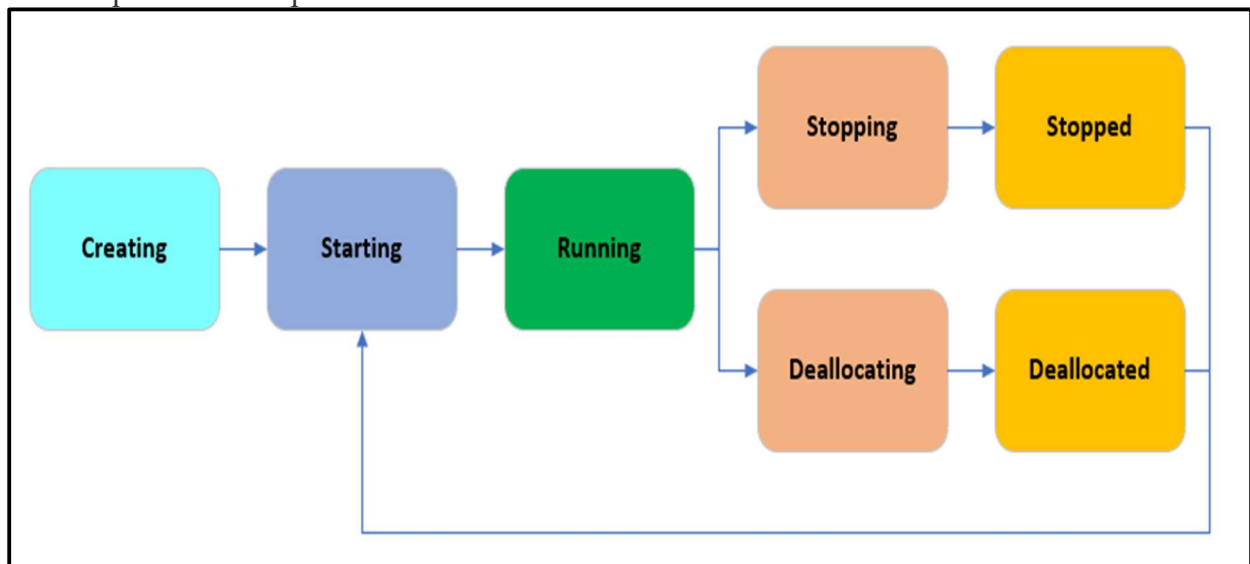 Creating
Starting
Running
Stopping
Stopped
Deallocating
Deallocated